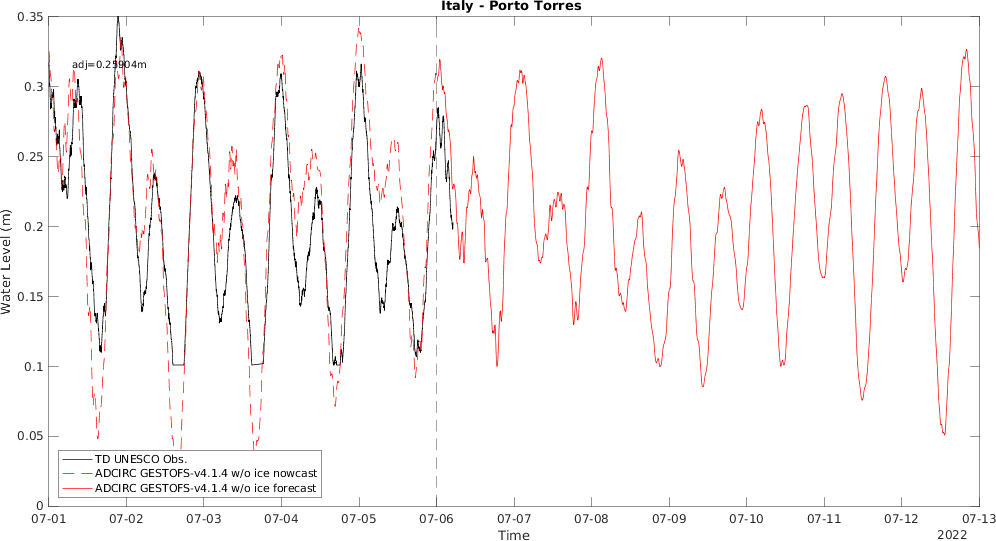 Italy - Porto Torres
0.35
adj=0.25904m
0.3
0.25
0.2
Water Level (m)
0.15
0.1
0.05
0
TD UNESCO Obs.
ADCIRC GESTOFS-v4.1.4 w/o ice nowcast
ADCIRC GESTOFS-v4.1.4 w/o ice forecast
07-01 07-02 07-03 07-04 07-05 07-06 07-07 07-08 07-09 07-10 07-11 07-12 07-13
Time
2022